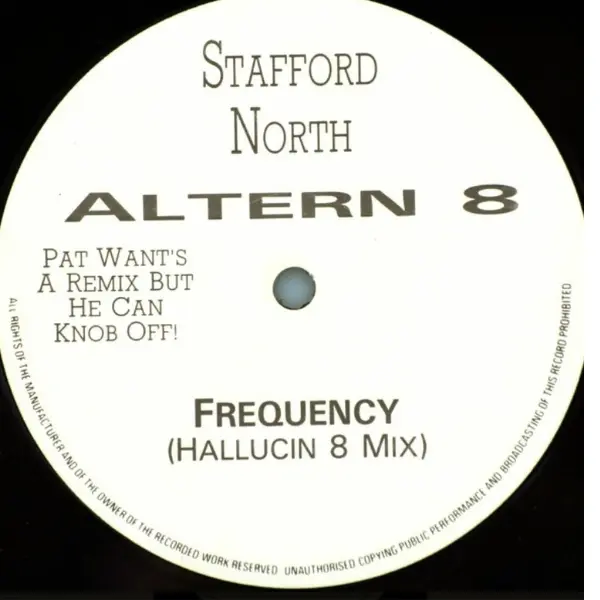 STAFFORD
NORTH
ALTERN 8
PAT WANT'S
A REMIX BUT
HE CAN
KNOB OFF!
FREQUENCY
(HALLUCIN 8 MIX)
ALL RIGHTS OF THE MANUFACTURER AND OF THE OWNER OF THE RECORDED WORK RESERVED UNAUTHORISED COPYING PUBLIC PERFORMANCE AND BROADCASTING OF THIS RECORD PROHIBITED